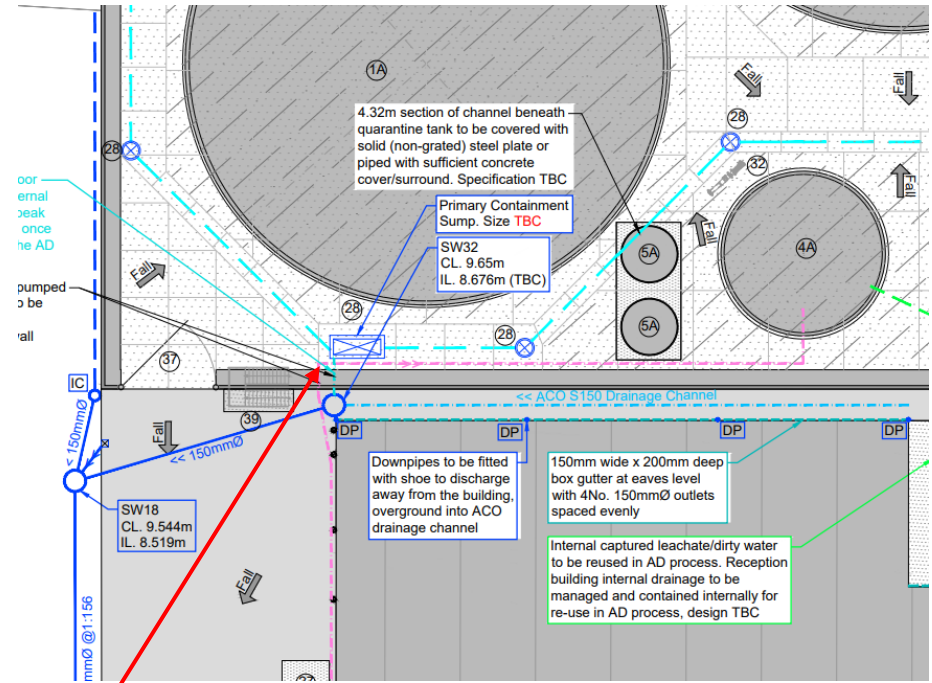 1A
Fall
Fall
28
28
32
4.32m section of channel beneath
quarantine tank to be covered with
solid (non-grated) steel plate or
piped with sufficient concrete
cover/surround. Specification TBC
oor
ernal
peak
once
he AD
Fall
Primary Containment
Sump. Size TBC
SW32
CL. 9.65m
IL. 8.676m (TBC)
Fall
Fall
5A
4A
pumped
o be
vall
28
28
5A
37
IC
39
<< ACO S150 Drainage Channel
< 150mmØ
Fall
<< 150mmØ
DP
DP
DP
DP
Downpipes to be fitted
with shoe to discharge
away from the building,
overground into ACO
drainage channel
150mm wide x 200mm deep
box gutter at eaves level
with 4No. 150mmØ outlets
spaced evenly
SW18
CL. 9.544m
IL. 8.519m
Internal captured leachate/dirty water
to be reused in AD process. Reception
building internal drainage to be
managed and contained internally for
re-use in AD process, design TBC
Fall
mmØ @1:156